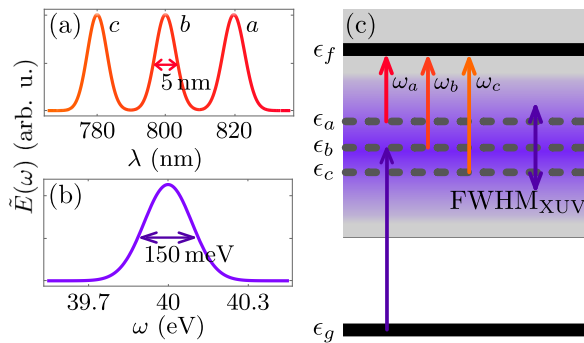 (a)
c
b
a
5 nm
780
800
820
λ (nm)
Ẽ(ω) (arb. u.)
(b)
150 meV
39.7
40
40.3
ω (eV)
(c)
ϵf
ωa
ωb
ωc
ϵa
ϵb
ϵc
FWHMXUV
ϵg